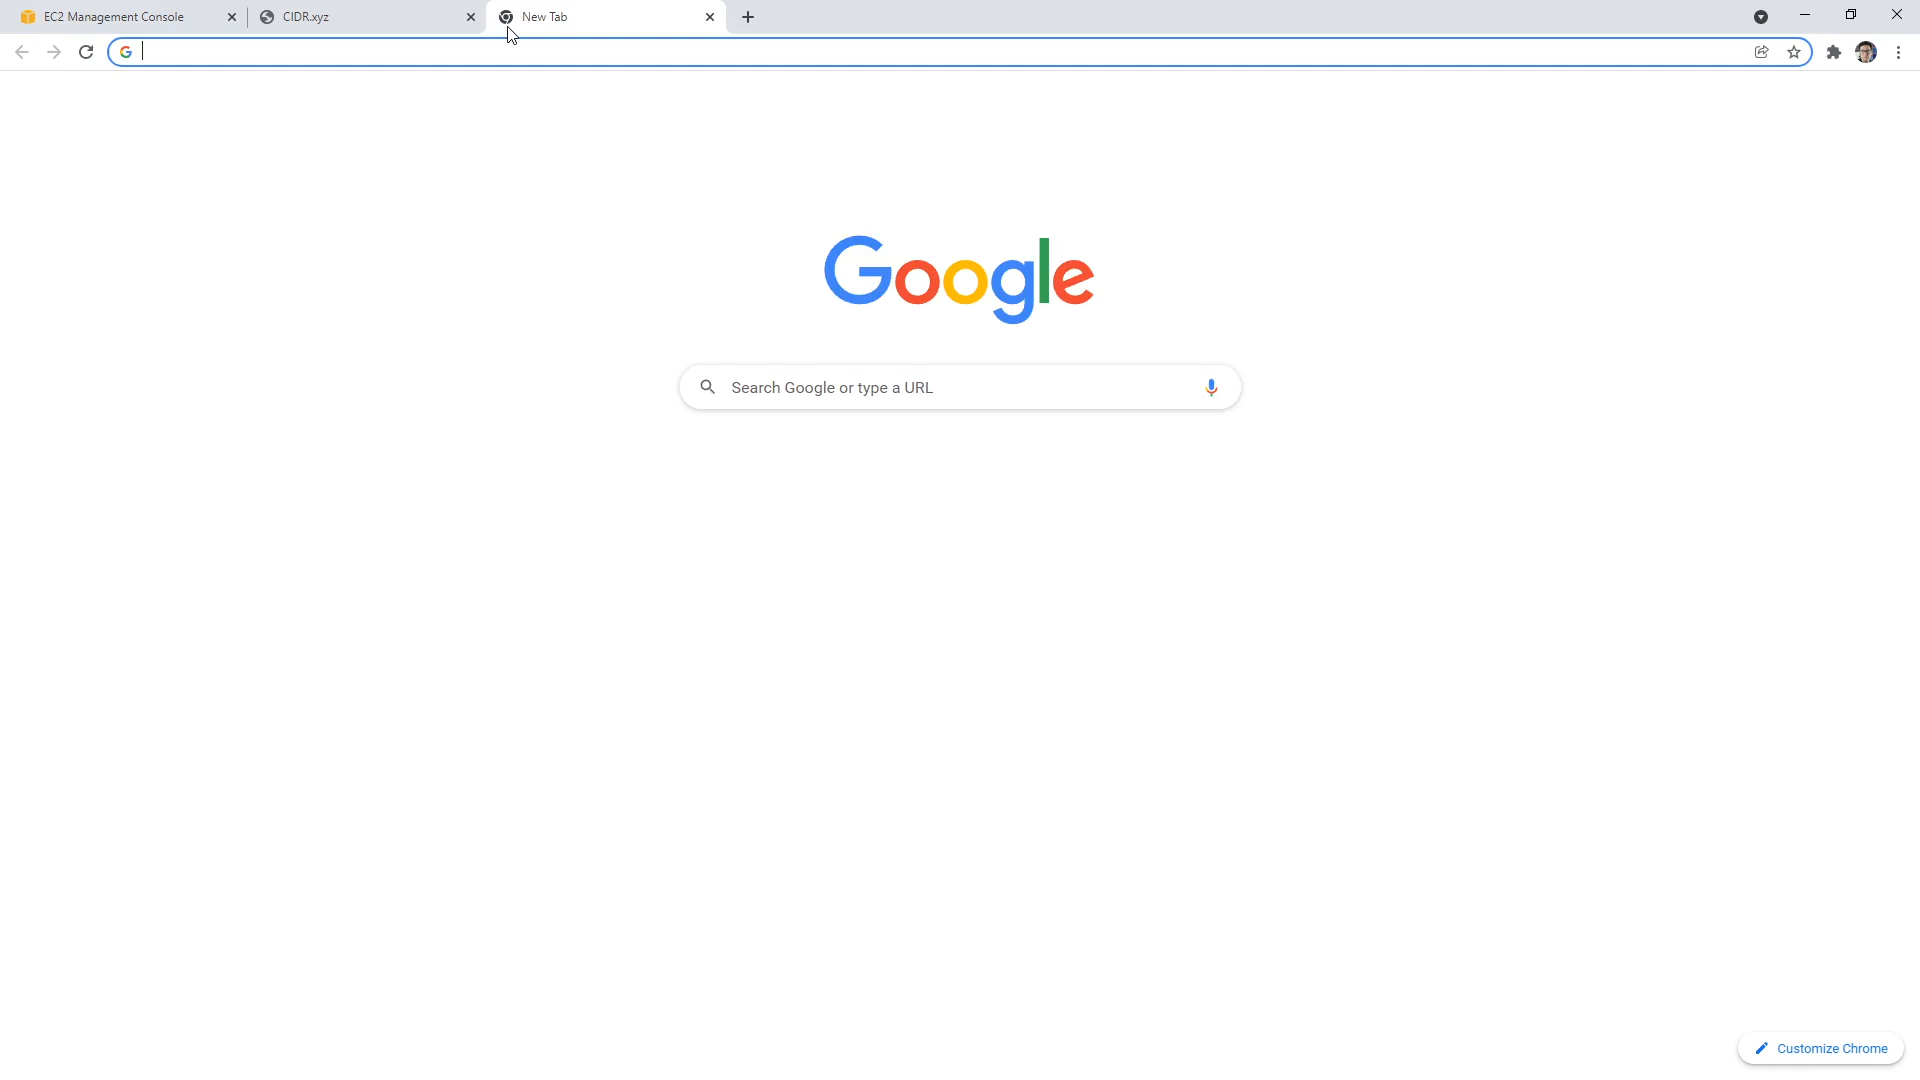 EC2 Management Console
CIDR.xyz
New Tab
Google
Search Google or type a URL
Customize Chrome